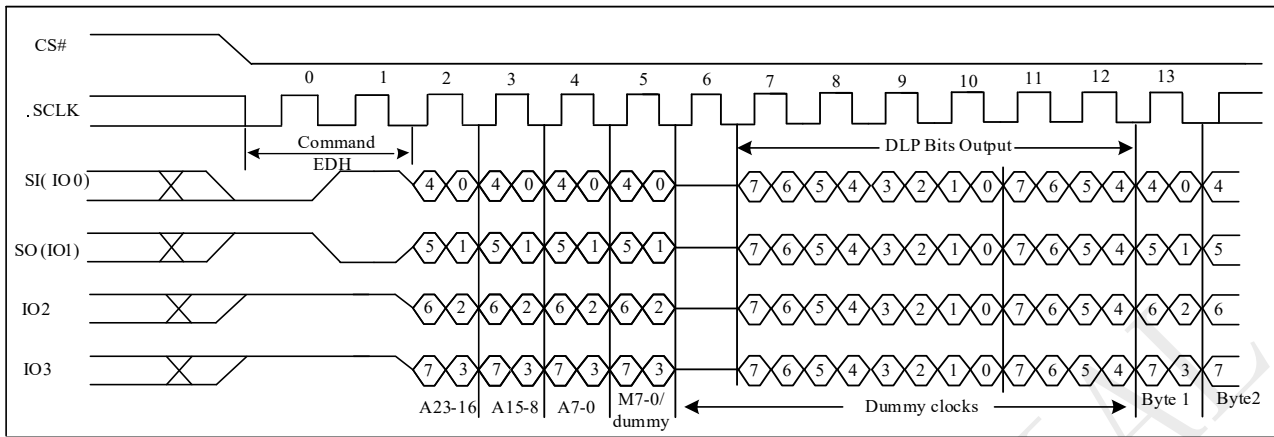 CS#
0 1 2 3 4 5 6 7 8 9 10 11 12 13
.SCLK
Command
EDH
DLP Bits Output
SI( IO0)
4 0 4 0 4 0 4 0 7 6 5 4 3 2 1 0 7 6 5 4 4 0 4
SO (IO1)
5 1 5 1 5 1 5 1 7 6 5 4 3 2 1 0 7 6 5 4 5 1 5
IO2
6 2 6 2 6 2 6 2 7 6 5 4 3 2 1 0 7 6 5 4 6 2 6
IO3
7 3 7 3 7 3 7 3 7 6 5 4 3 2 1 0 7 6 5 4 7 3 7
A23-16 A15-8 A7-0 M7-0/
dummy
Dummy clocks
Byte 1 Byte2